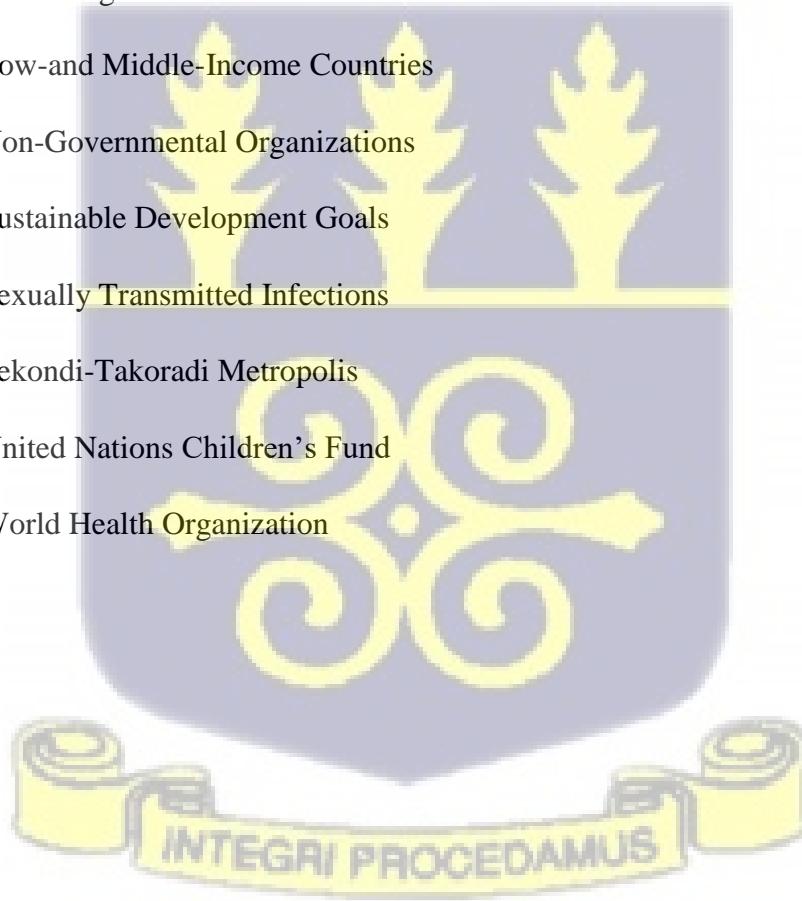 ow-and Middle-Income Countries
on-Governmental Organizations
ustainable Development Goals
exually Transmitted Infections
ekondi-Takoradi Metropolis
nited Nations Children’s Fund
orld Health Organization
INTEGRI PROCEDAMUS